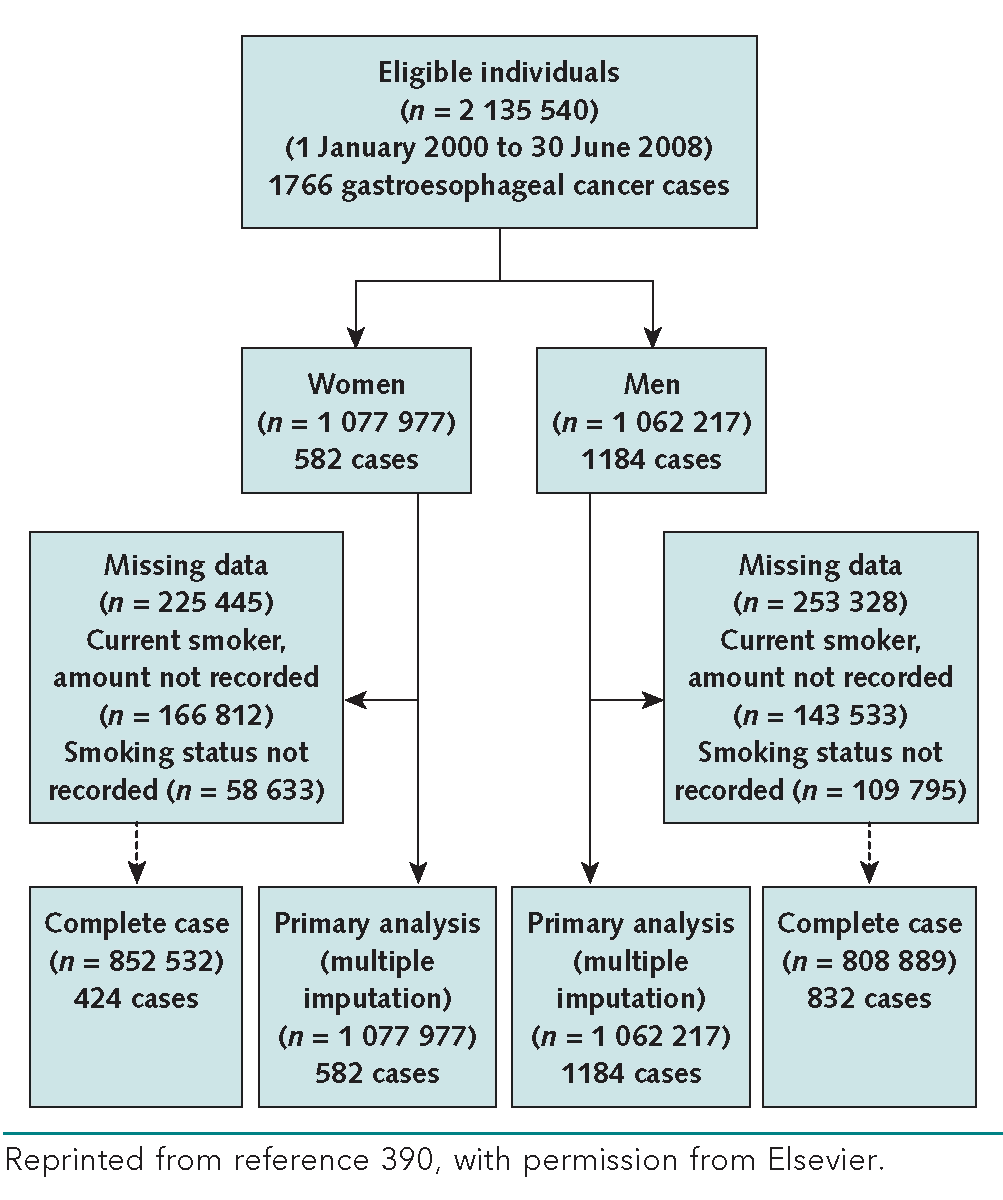 Eligible individuals
(n = 2 135 540)
(1 January 2000 to 30 June 2008)
1766 gastroesophageal cancer cases
Women
(n = 1 077 977)
582 cases
Men
(n = 1 062 217)
1184 cases
Missing data
(n = 225 445)
Current smoker,
amount not recorded
(n = 166 812)
Smoking status not
recorded (n = 58 633)
Missing data
(n = 253 328)
Current smoker,
amount not recorded
(n = 143 533)
Smoking status not
recorded (n = 109 795)
Complete case
(n = 852 532)
424 cases
Primary analysis
(multiple
imputation)
(n = 1 077 977)
582 cases
Primary analysis
(multiple
imputation)
(n = 1 062 217)
1184 cases
Complete case
(n = 808 889)
832 cases
Reprinted from reference 390, with permission from Elsevier.